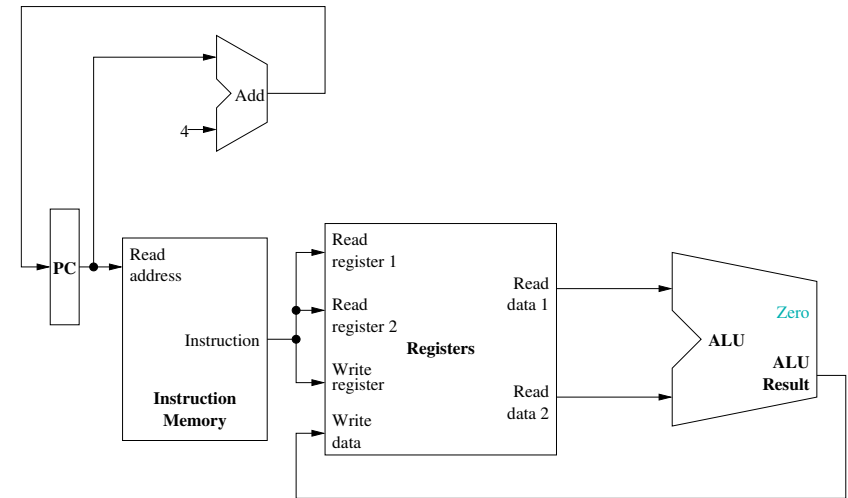 Add
4
PC
Read
address
Instruction
Instruction
Memory
Read
register 1
Read
register 2
Write
register
Write
data
Registers
Read
data 1
Read
data 2
Zero
ALU
ALU
Result